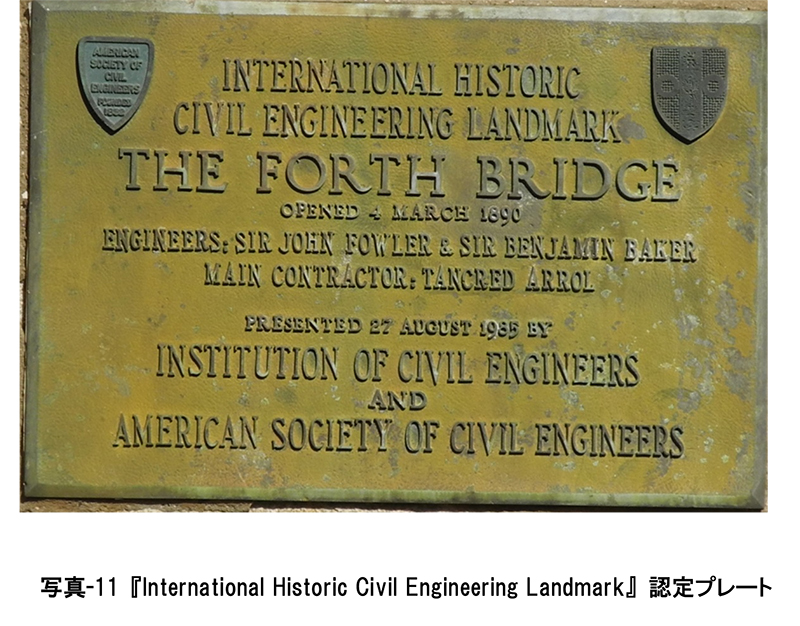 AMERICAN
SOCIETY OF
CIVIL
ENGINEERS
FOUNDED
1852
INTERNATIONAL HISTORIC
CIVIL ENGINEERING LANDMARK
THE FORTH BRIDGE
OPENED 4 MARCH 1890
ENGINEERS: SIR JOHN FOWLER & SIR BENJAMIN BAKER
MAIN CONTRACTOR: TANCRED ARROL
PRESENTED 27 AUGUST 1985 BY
INSTITUTION OF CIVIL ENGINEERS
AND
AMERICAN SOCIETY OF CIVIL ENGINEERS
写真-11『International Historic Civil Engineering Landmark』認定プレート